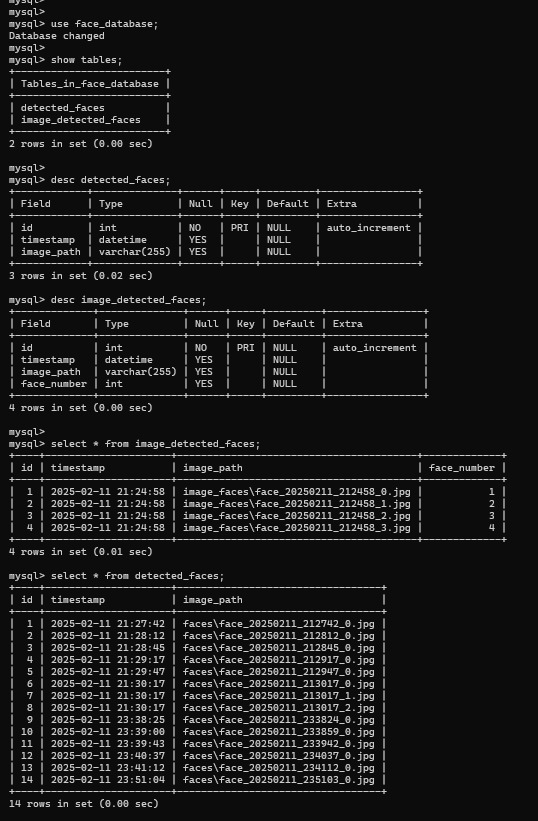 mysql>
mysql>
mysql> use face_database;
Database changed
mysql>
mysql> show tables;
+-------------------------+
| Tables_in_face_database |
+-------------------------+
| detected_faces          |
| image_detected_faces    |
+-------------------------+
2 rows in set (0.00 sec)

mysql>
mysql> desc detected_faces;
+------------+--------------+------+-----+---------+----------------+
| Field      | Type         | Null | Key | Default | Extra          |
+------------+--------------+------+-----+---------+----------------+
| id         | int          | NO   | PRI | NULL    | auto_increment |
| timestamp  | datetime     | YES  |     | NULL    |                |
| image_path | varchar(255) | YES  |     | NULL    |                |
+------------+--------------+------+-----+---------+----------------+
3 rows in set (0.02 sec)

mysql> desc image_detected_faces;
+-------------+--------------+------+-----+---------+----------------+
| Field       | Type         | Null | Key | Default | Extra          |
+-------------+--------------+------+-----+---------+----------------+
| id          | int          | NO   | PRI | NULL    | auto_increment |
| timestamp   | datetime     | YES  |     | NULL    |                |
| image_path  | varchar(255) | YES  |     | NULL    |                |
| face_number | int          | YES  |     | NULL    |                |
+-------------+--------------+------+-----+---------+----------------+
4 rows in set (0.00 sec)

mysql>
mysql> select * from image_detected_faces;
+----+---------------------+----------------------------------------+-------------+
| id | timestamp           | image_path                             | face_number |
+----+---------------------+----------------------------------------+-------------+
|  1 | 2025-02-11 21:24:58 | image_faces\face_20250211_212458_0.jpg |           1 |
|  2 | 2025-02-11 21:24:58 | image_faces\face_20250211_212458_1.jpg |           2 |
|  3 | 2025-02-11 21:24:58 | image_faces\face_20250211_212458_2.jpg |           3 |
|  4 | 2025-02-11 21:24:58 | image_faces\face_20250211_212458_3.jpg |           4 |
+----+---------------------+----------------------------------------+-------------+
4 rows in set (0.01 sec)

mysql> select * from detected_faces;
+----+---------------------+----------------------------------+
| id | timestamp           | image_path                       |
+----+---------------------+----------------------------------+
|  1 | 2025-02-11 21:27:42 | faces\face_20250211_212742_0.jpg |
|  2 | 2025-02-11 21:28:12 | faces\face_20250211_212812_0.jpg |
|  3 | 2025-02-11 21:28:45 | faces\face_20250211_212845_0.jpg |
|  4 | 2025-02-11 21:29:17 | faces\face_20250211_212917_0.jpg |
|  5 | 2025-02-11 21:29:47 | faces\face_20250211_212947_0.jpg |
|  6 | 2025-02-11 21:30:17 | faces\face_20250211_213017_0.jpg |
|  7 | 2025-02-11 21:30:17 | faces\face_20250211_213017_1.jpg |
|  8 | 2025-02-11 21:30:17 | faces\face_20250211_213017_2.jpg |
|  9 | 2025-02-11 23:38:25 | faces\face_20250211_233824_0.jpg |
| 10 | 2025-02-11 23:39:00 | faces\face_20250211_233859_0.jpg |
| 11 | 2025-02-11 23:39:43 | faces\face_20250211_233942_0.jpg |
| 12 | 2025-02-11 23:40:37 | faces\face_20250211_234037_0.jpg |
| 13 | 2025-02-11 23:41:12 | faces\face_20250211_234112_0.jpg |
| 14 | 2025-02-11 23:51:04 | faces\face_20250211_235103_0.jpg |
+----+---------------------+----------------------------------+
14 rows in set (0.00 sec)